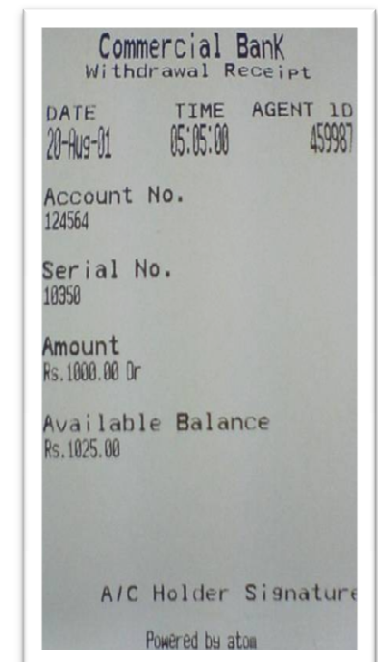 Commercial Bank
Withdrawal Receipt
DATE TIME AGENT ID
20-Aug-01 05:05:00 459987
Account No.
124564
Serial No.
10350
Amount
Rs.1000.00 Dr
Available Balance
Rs.1025.00
A/C Holder Signature
Powered by atom